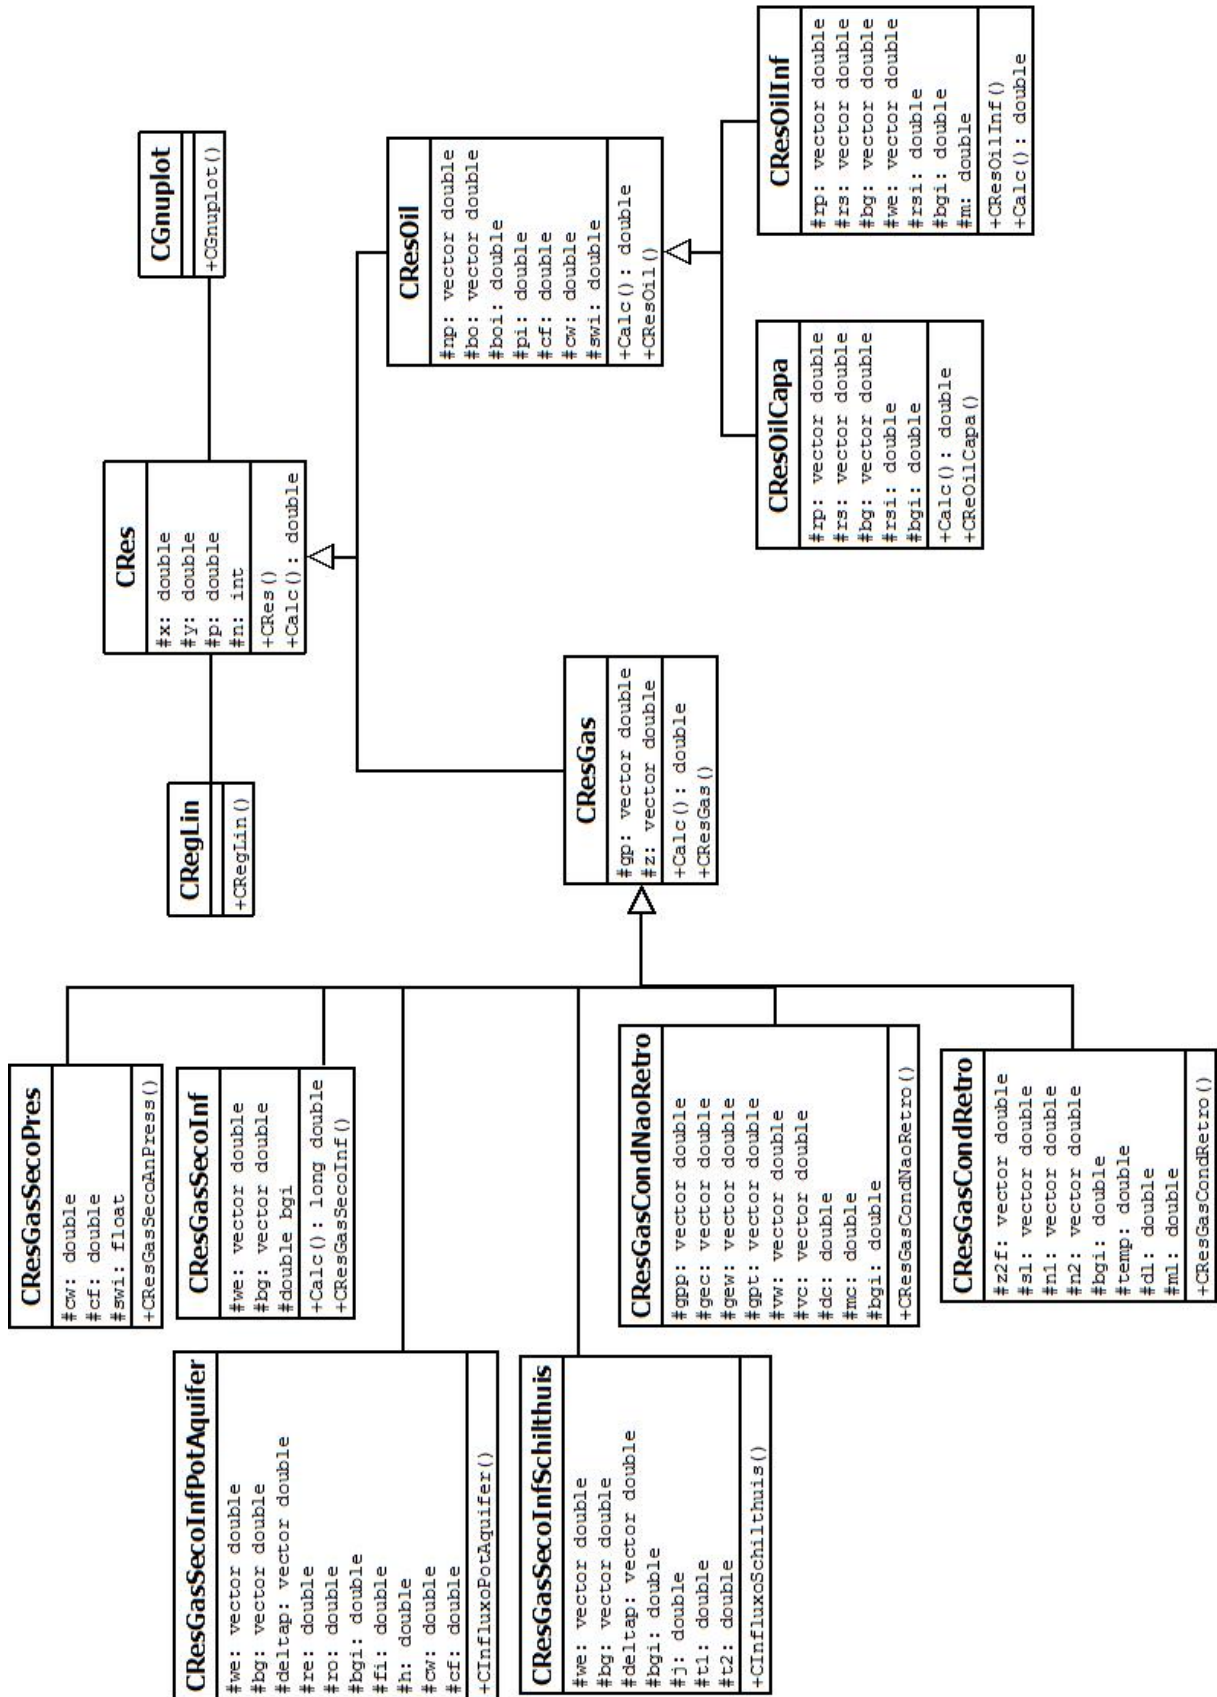 CGnuplot
+CGnuplot()
CRes
#x: double
#y: double
#p: double
#n: int
+CRes()
+Calc(): double
CRegLin
+CRegLin()
CResOil
#np: vector double
#bo: vector double
#boi: double
#pi: double
#cf: double
#cw: double
#swi: double
+Calc(): double
+CResOil()
CResOilInf
#rp: vector double
#rs: vector double
#bg: vector double
#we: vector double
#rsi: double
#bgi: double
#m: double
+CResOilInf()
+Calc(): double
CResOilCapa
#rp: vector double
#rs: vector double
#bg: vector double
#rsi: double
#bgi: double
+Calc(): double
+CReOilCapa()
CResGas
#gp: vector double
#z: vector double
+Calc(): double
+CResGas()
CResGasSecoPres
#cw: double
#cf: double
#swi: float
+CResGasSecoAnPress()
CResGasSecoInf
#we: vector double
#bg: vector double
#double bgi
+Calc(): long double
+CResGasSecoInf()
CResGasSecoInfPotAquifer
#we: vector double
#bg: vector double
#deltap: vector double
#re: double
#ro: double
#bgi: double
#fi: double
#h: double
#cw: double
#cf: double
+CInfluxoPotAquifer()
CResGasSecoInfSchilthuis
#we: vector double
#bg: vector double
#deltap: vector double
#bgi: double
#j: double
#t1: double
#t2: double
+CInfluxoSchilthuis()
CResGasCondNaoRetro
#gpp: vector double
#gec: vector double
#gew: vector double
#gpt: vector double
#vw: vector double
#vc: vector double
#dc: double
#mc: double
#bgi: double
+CResGasCondNaoRetro()
CResGasCondRetro
#z2f: vector double
#sl: vector double
#n1: vector double
#n2: vector double
#bgi: double
#temp: double
#dl: double
#ml: double
+CResGasCondRetro()